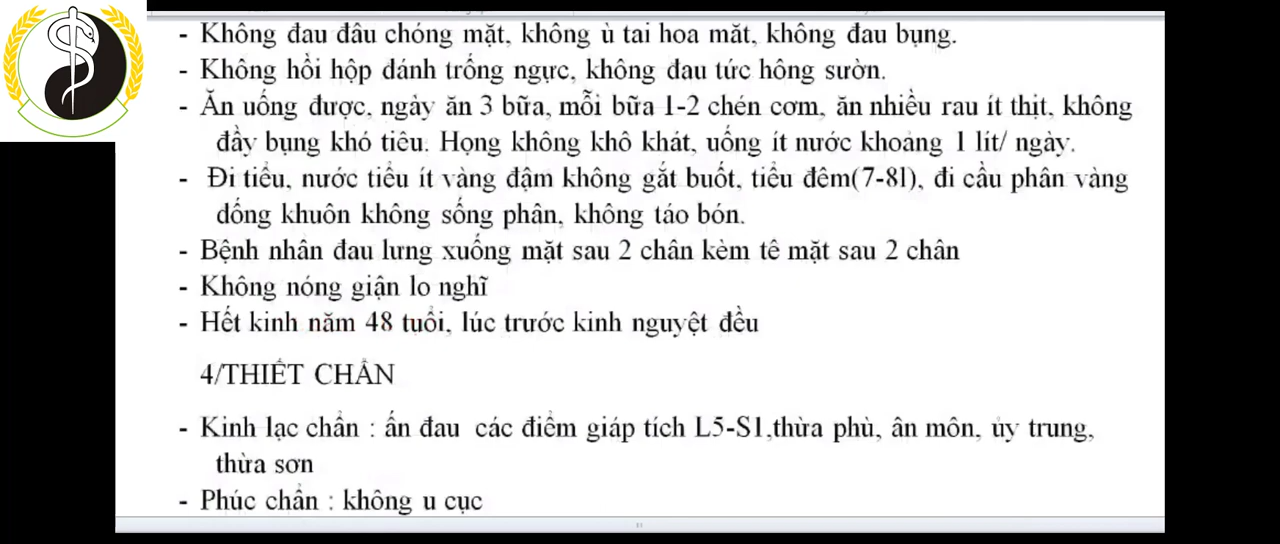 - Không đau đầu chóng mặt, không ù tai hoa mắt, không đau bụng.
- Không hồi hộp đánh trống ngực, không đau tức hông sườn.
- Ăn uống được, ngày ăn 3 bữa, mỗi bữa 1-2 chén cơm, ăn nhiều rau ít thịt, không
đầy bụng khó tiêu. Họng không khô khát, uống ít nước khoảng 1 lít/ ngày.
- Đi tiểu, nước tiểu ít vàng đậm không gắt buốt, tiểu đêm(7-8l), đi cầu phân vàng
đống khuôn không sống phân, không táo bón.
- Bệnh nhân đau lưng xuống mặt sau 2 chân kèm tê mặt sau 2 chân
- Không nóng giận lo nghĩ
- Hết kinh năm 48 tuổi, lúc trước kinh nguyệt đều
4/THIẾT CHẨN
- Kinh lạc chẩn : ấn đau các điểm giáp tích L5-S1,thừa phù, ân môn, ủy trung,
thừa sơn
- Phúc chẩn : không u cục